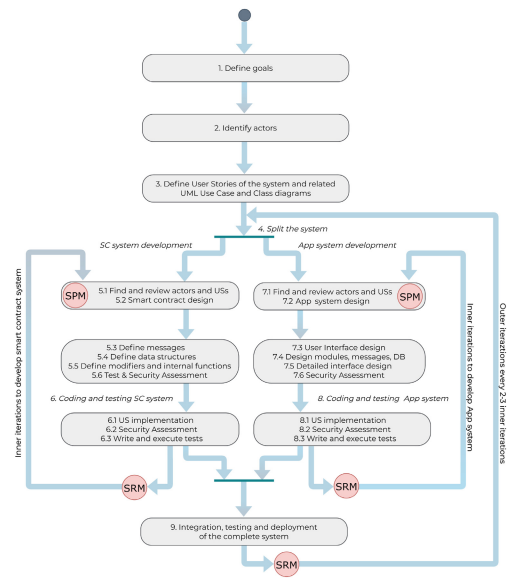 1. Define goals
2. Identify actors
3. Define User Stories of the system and related
UML Use Case and Class diagrams
4. Split the system
SC system development
App system development
SPM
5.1 Find and review actors and USs
5.2 Smart contract design
7.1 Find and review actors and USs
7.2 App system design
SPM
5.3 Define messages
5.4 Define data structures
5.5 Define modifiers and internal functions
5.6 Test & Security Assessment
7.3 User Interface design
7.4 Design modules, messages, DB
7.5 Detailed interface design
7.6 Security Assessment
6. Coding and testing SC system
8. Coding and testing App system
6.1 US implementation
6.2 Security Assessment
6.3 Write and execute tests
8.1 US implementation
8.2 Security Assessment
8.3 Write and execute tests
SRM
SRM
9. Integration, testing and deployment
of the complete system
SRM
Inner iterations to develop smart contract system
Inner iterations to develop App system
Outer iteraztions every 2-3 inner iterations